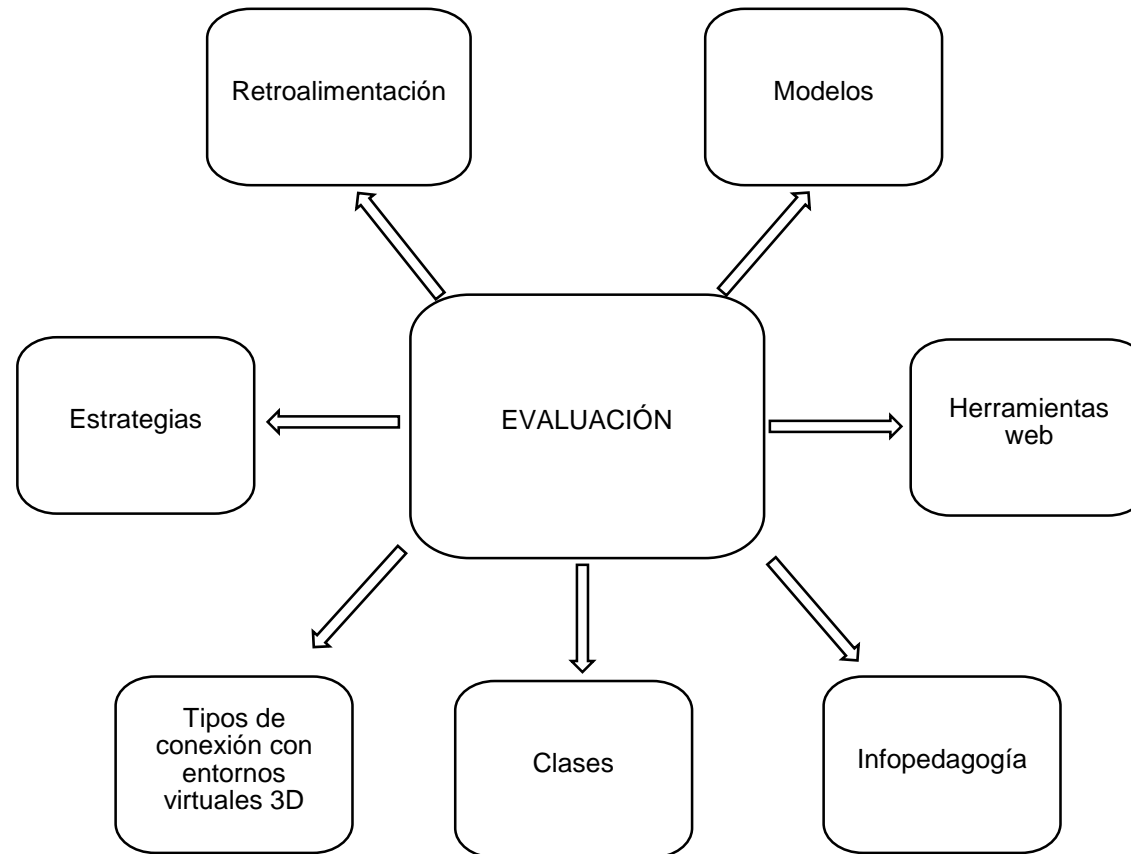 Retroalimentación
Modelos
Estrategias
EVALUACIÓN
Herramientas
web
Tipos de
conexión con
entornos
virtuales 3D
Clases
Infopedagogía